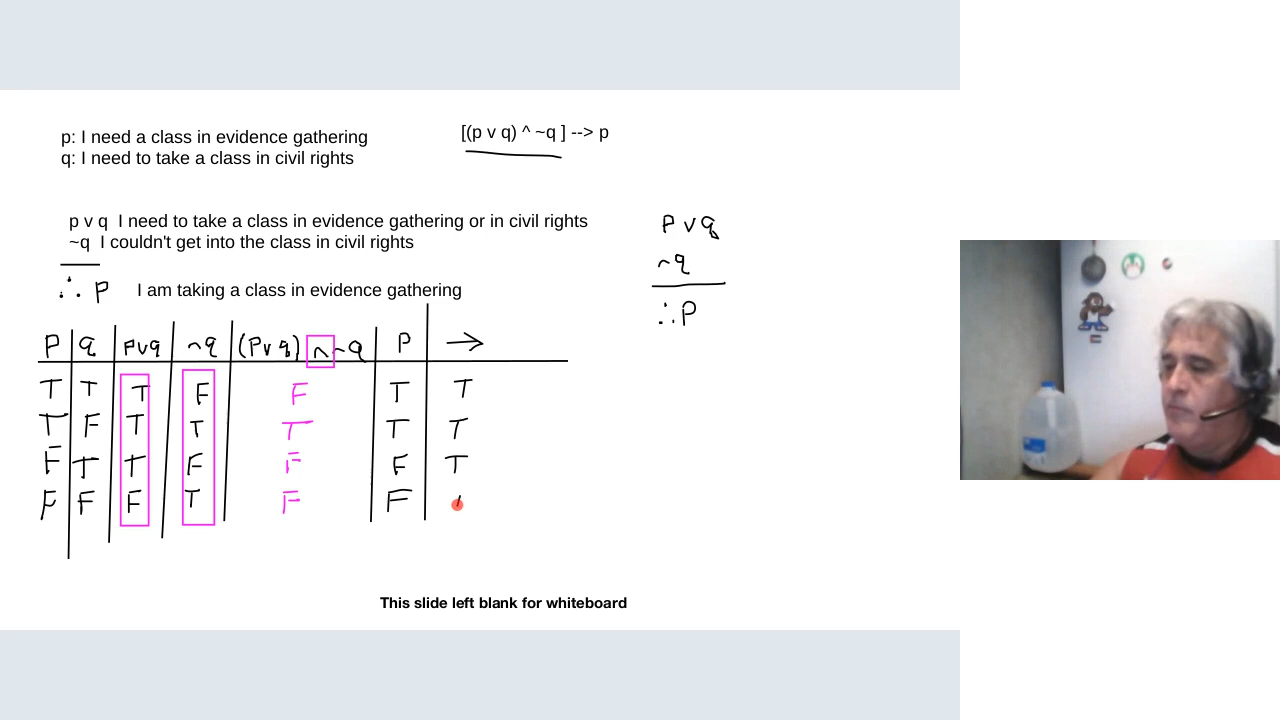 p: I need a class in evidence gathering
q: I need to take a class in civil rights
[(p v q) ^ ~q ] --> p
p v q  I need to take a class in evidence gathering or in civil rights
~q  I couldn't get into the class in civil rights
∴ p  I am taking a class in evidence gathering
p v q
~q
∴ p
p q pvq ~q (p v q) ^ ~q p →
T T T F F T T
T F T T T T T
F T T F F F T
F F F T F F
This slide left blank for whiteboard